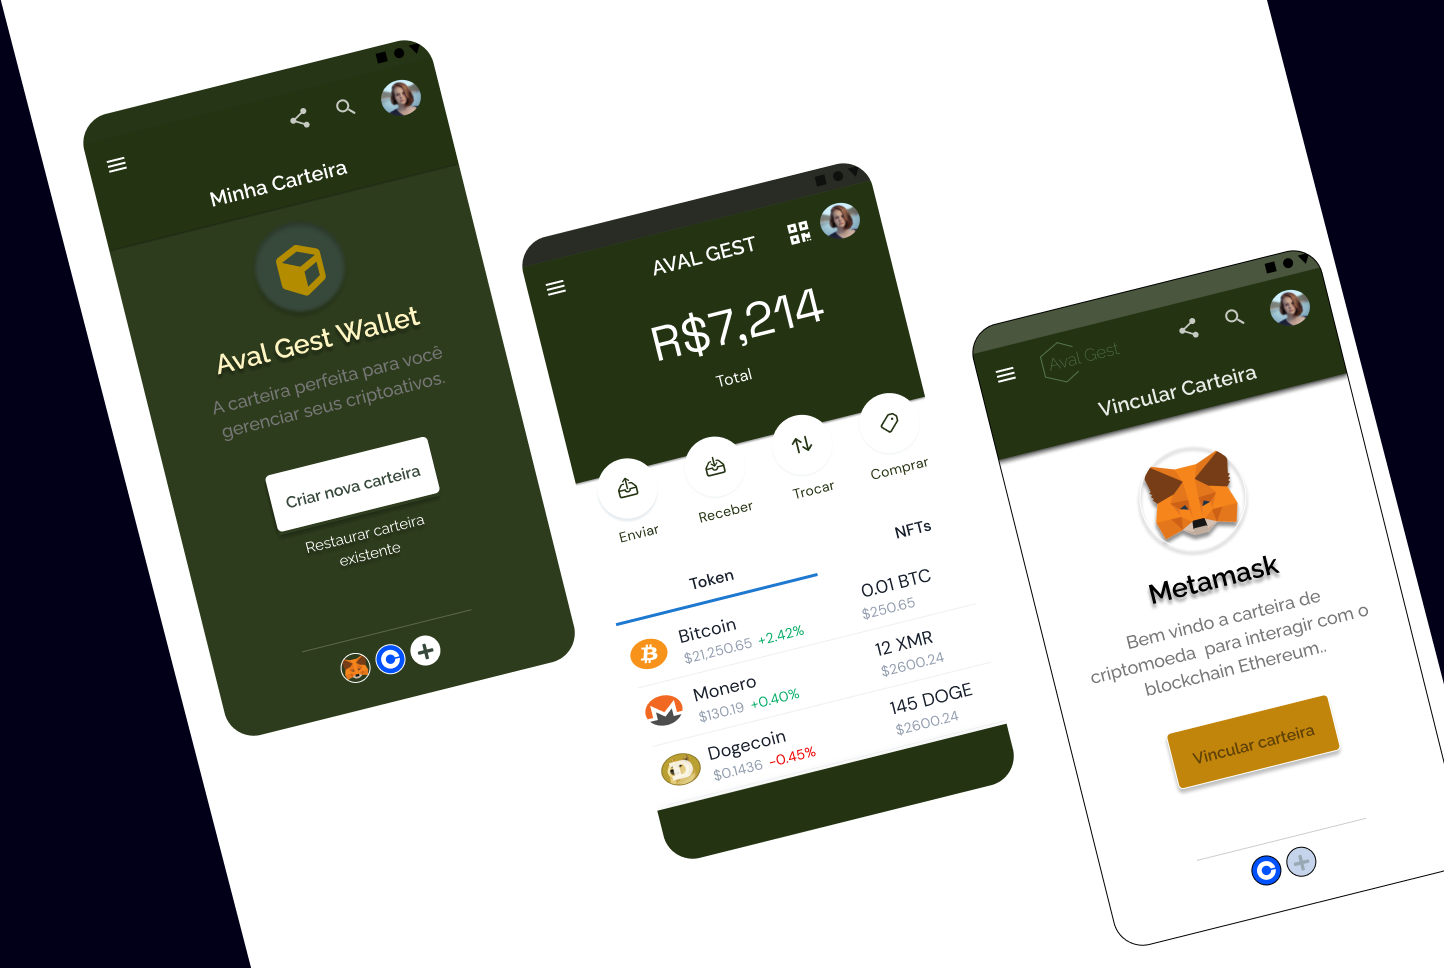 Minha Carteira
Aval Gest Wallet
A carteira perfeita para você
gerenciar seus criptoativos.
Criar nova carteira
Restaurar carteira
existente
AVAL GEST
R$7,214
Total
Enviar
Receber
Trocar
Comprar
Token
NFTs
Bitcoin
0.01 BTC
$21,250.65 +2.42%
$250.65
Monero
12 XMR
$130.19 +0.40%
$2600.24
Dogecoin
145 DOGE
$0.1436 -0.45%
$2600.24
Aval Gest
Vincular Carteira
Metamask
Bem vindo a carteira de
criptomoeda para interagir com o
blockchain Ethereum..
Vincular carteira